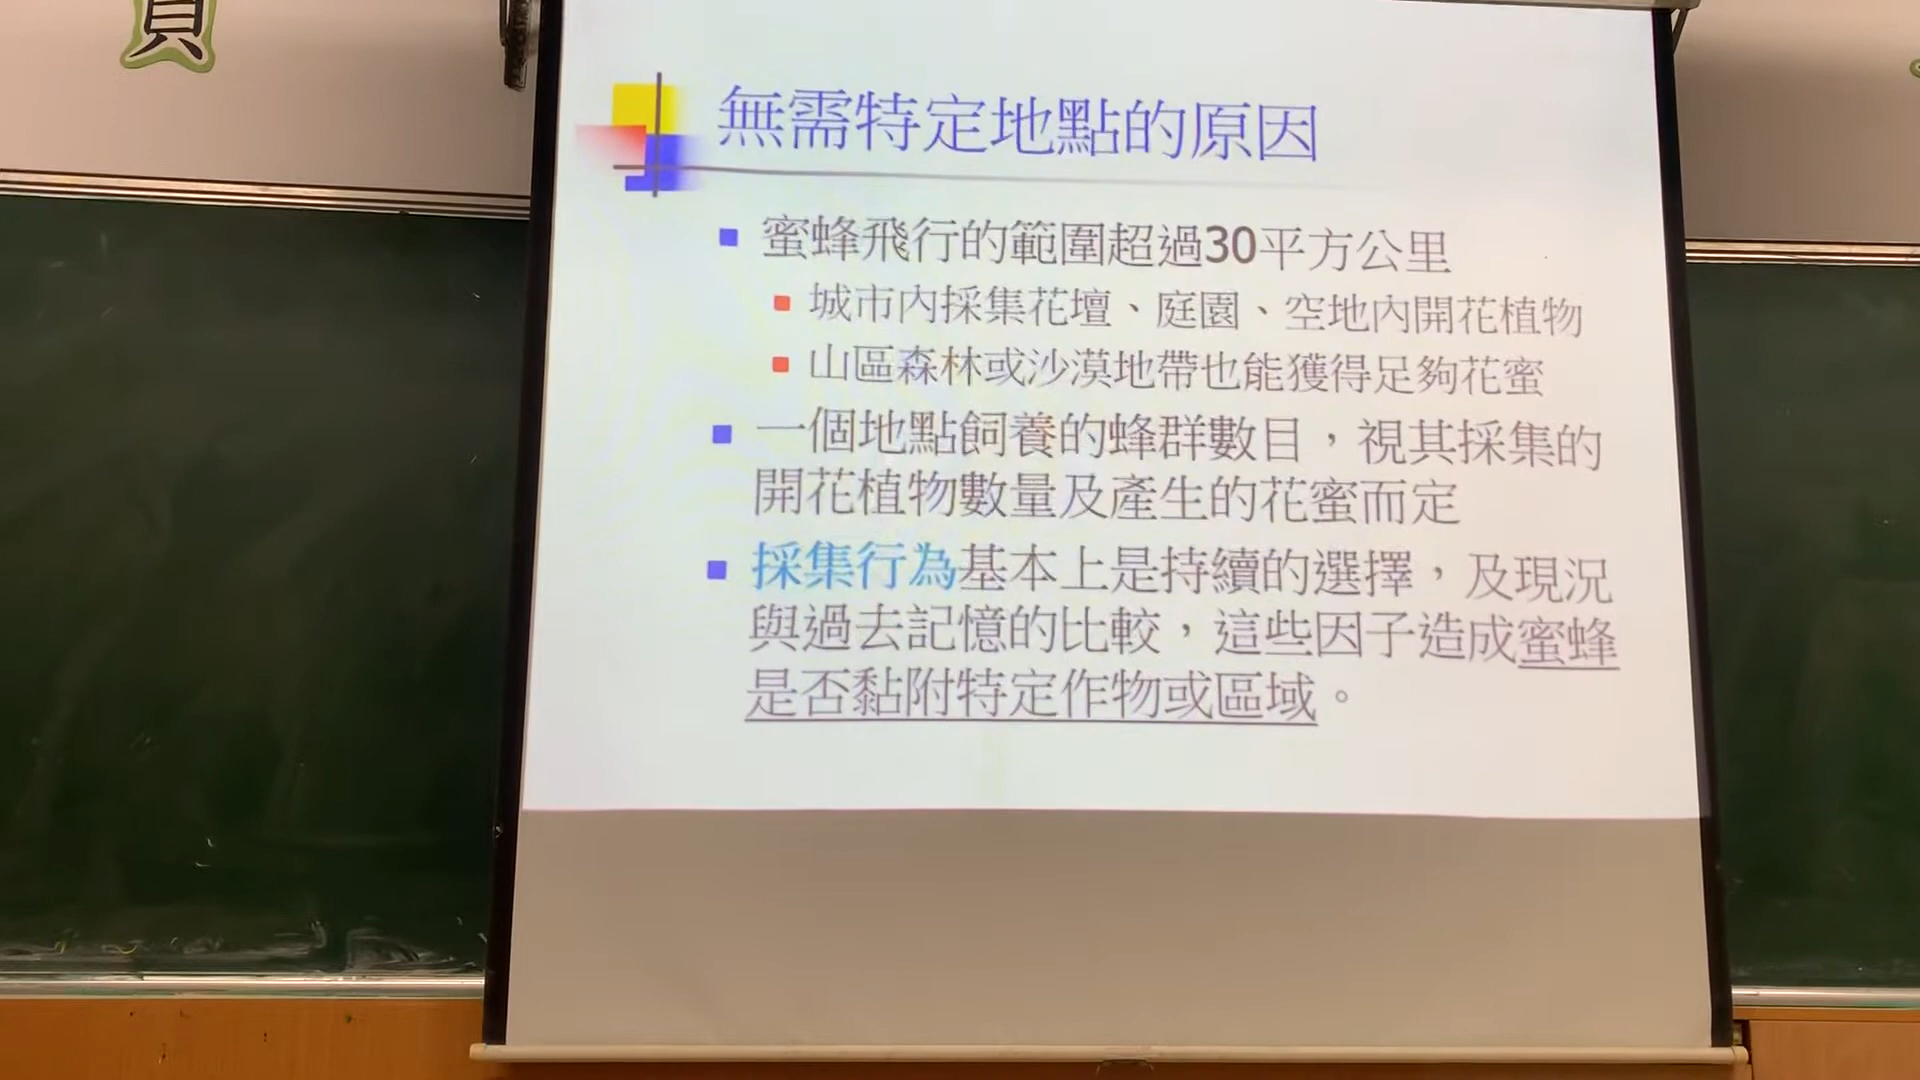 負
無需特定地點的原因
蜜蜂飛行的範圍超過30平方公里
城市內採集花壇、庭園、空地內開花植物
山區森林或沙漠地帶也能獲得足夠花蜜
一個地點飼養的蜂群數目，視其採集的
開花植物數量及產生的花蜜而定
採集行為基本上是持續的選擇，及現況
與過去記憶的比較，這些因子造成蜜蜂
是否黏附特定作物或區域。